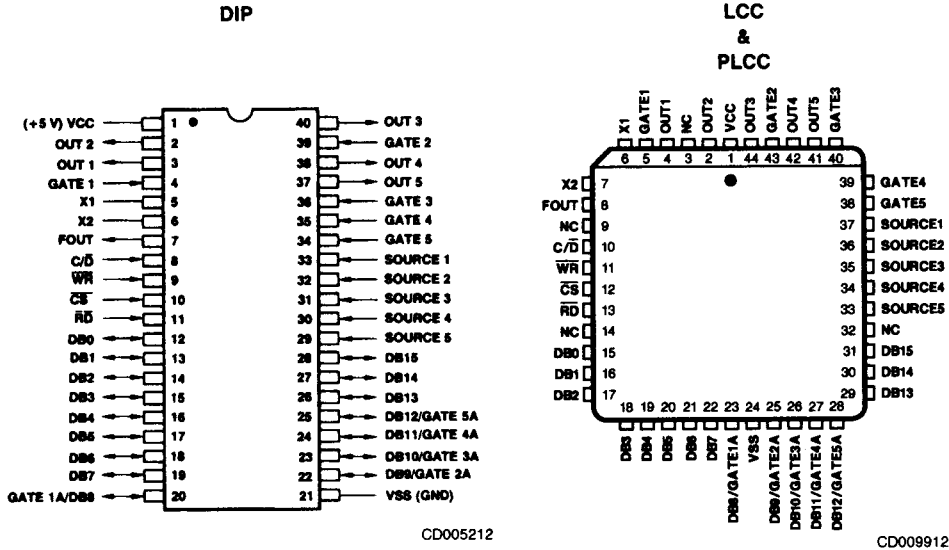 DIP
(+5 V) VCC 1 40 OUT 3
OUT 2 2 39 GATE 2
OUT 1 3 38 OUT 4
GATE 1 4 37 OUT 5
X1 5 36 GATE 3
X2 6 35 GATE 4
FOUT 7 34 GATE 5
C/D̅ 8 33 SOURCE 1
W̅R̅ 9 32 SOURCE 2
C̅S̅ 10 31 SOURCE 3
R̅D̅ 11 30 SOURCE 4
DB0 12 29 SOURCE 5
DB1 13 28 DB15
DB2 14 27 DB14
DB3 15 26 DB13
DB4 16 25 DB12/GATE 5A
DB5 17 24 DB11/GATE 4A
DB6 18 23 DB10/GATE 3A
DB7 19 22 DB9/GATE 2A
GATE 1A/DB8 20 21 VSS (GND)
CD005212
LCC
&
PLCC
X1 GATE1 OUT1 NC OUT2 VCC OUT3 GATE2 OUT4 OUT5 GATE3
6 5 4 3 2 1 44 43 42 41 40
X2 7 39 GATE4
FOUT 8 38 GATE5
NC 9 37 SOURCE1
C/D̅ 10 36 SOURCE2
W̅R̅ 11 35 SOURCE3
C̅S̅ 12 34 SOURCE4
R̅D̅ 13 33 SOURCE5
NC 14 32 NC
DB0 15 31 DB15
DB1 16 30 DB14
DB2 17 29 DB13
18 19 20 21 22 23 24 25 26 27 28
DB3 DB4 DB5 DB6 DB7 DB8/GATE1A VSS DB9/GATE2A DB10/GATE3A DB11/GATE4A DB12/GATE5A
CD009912